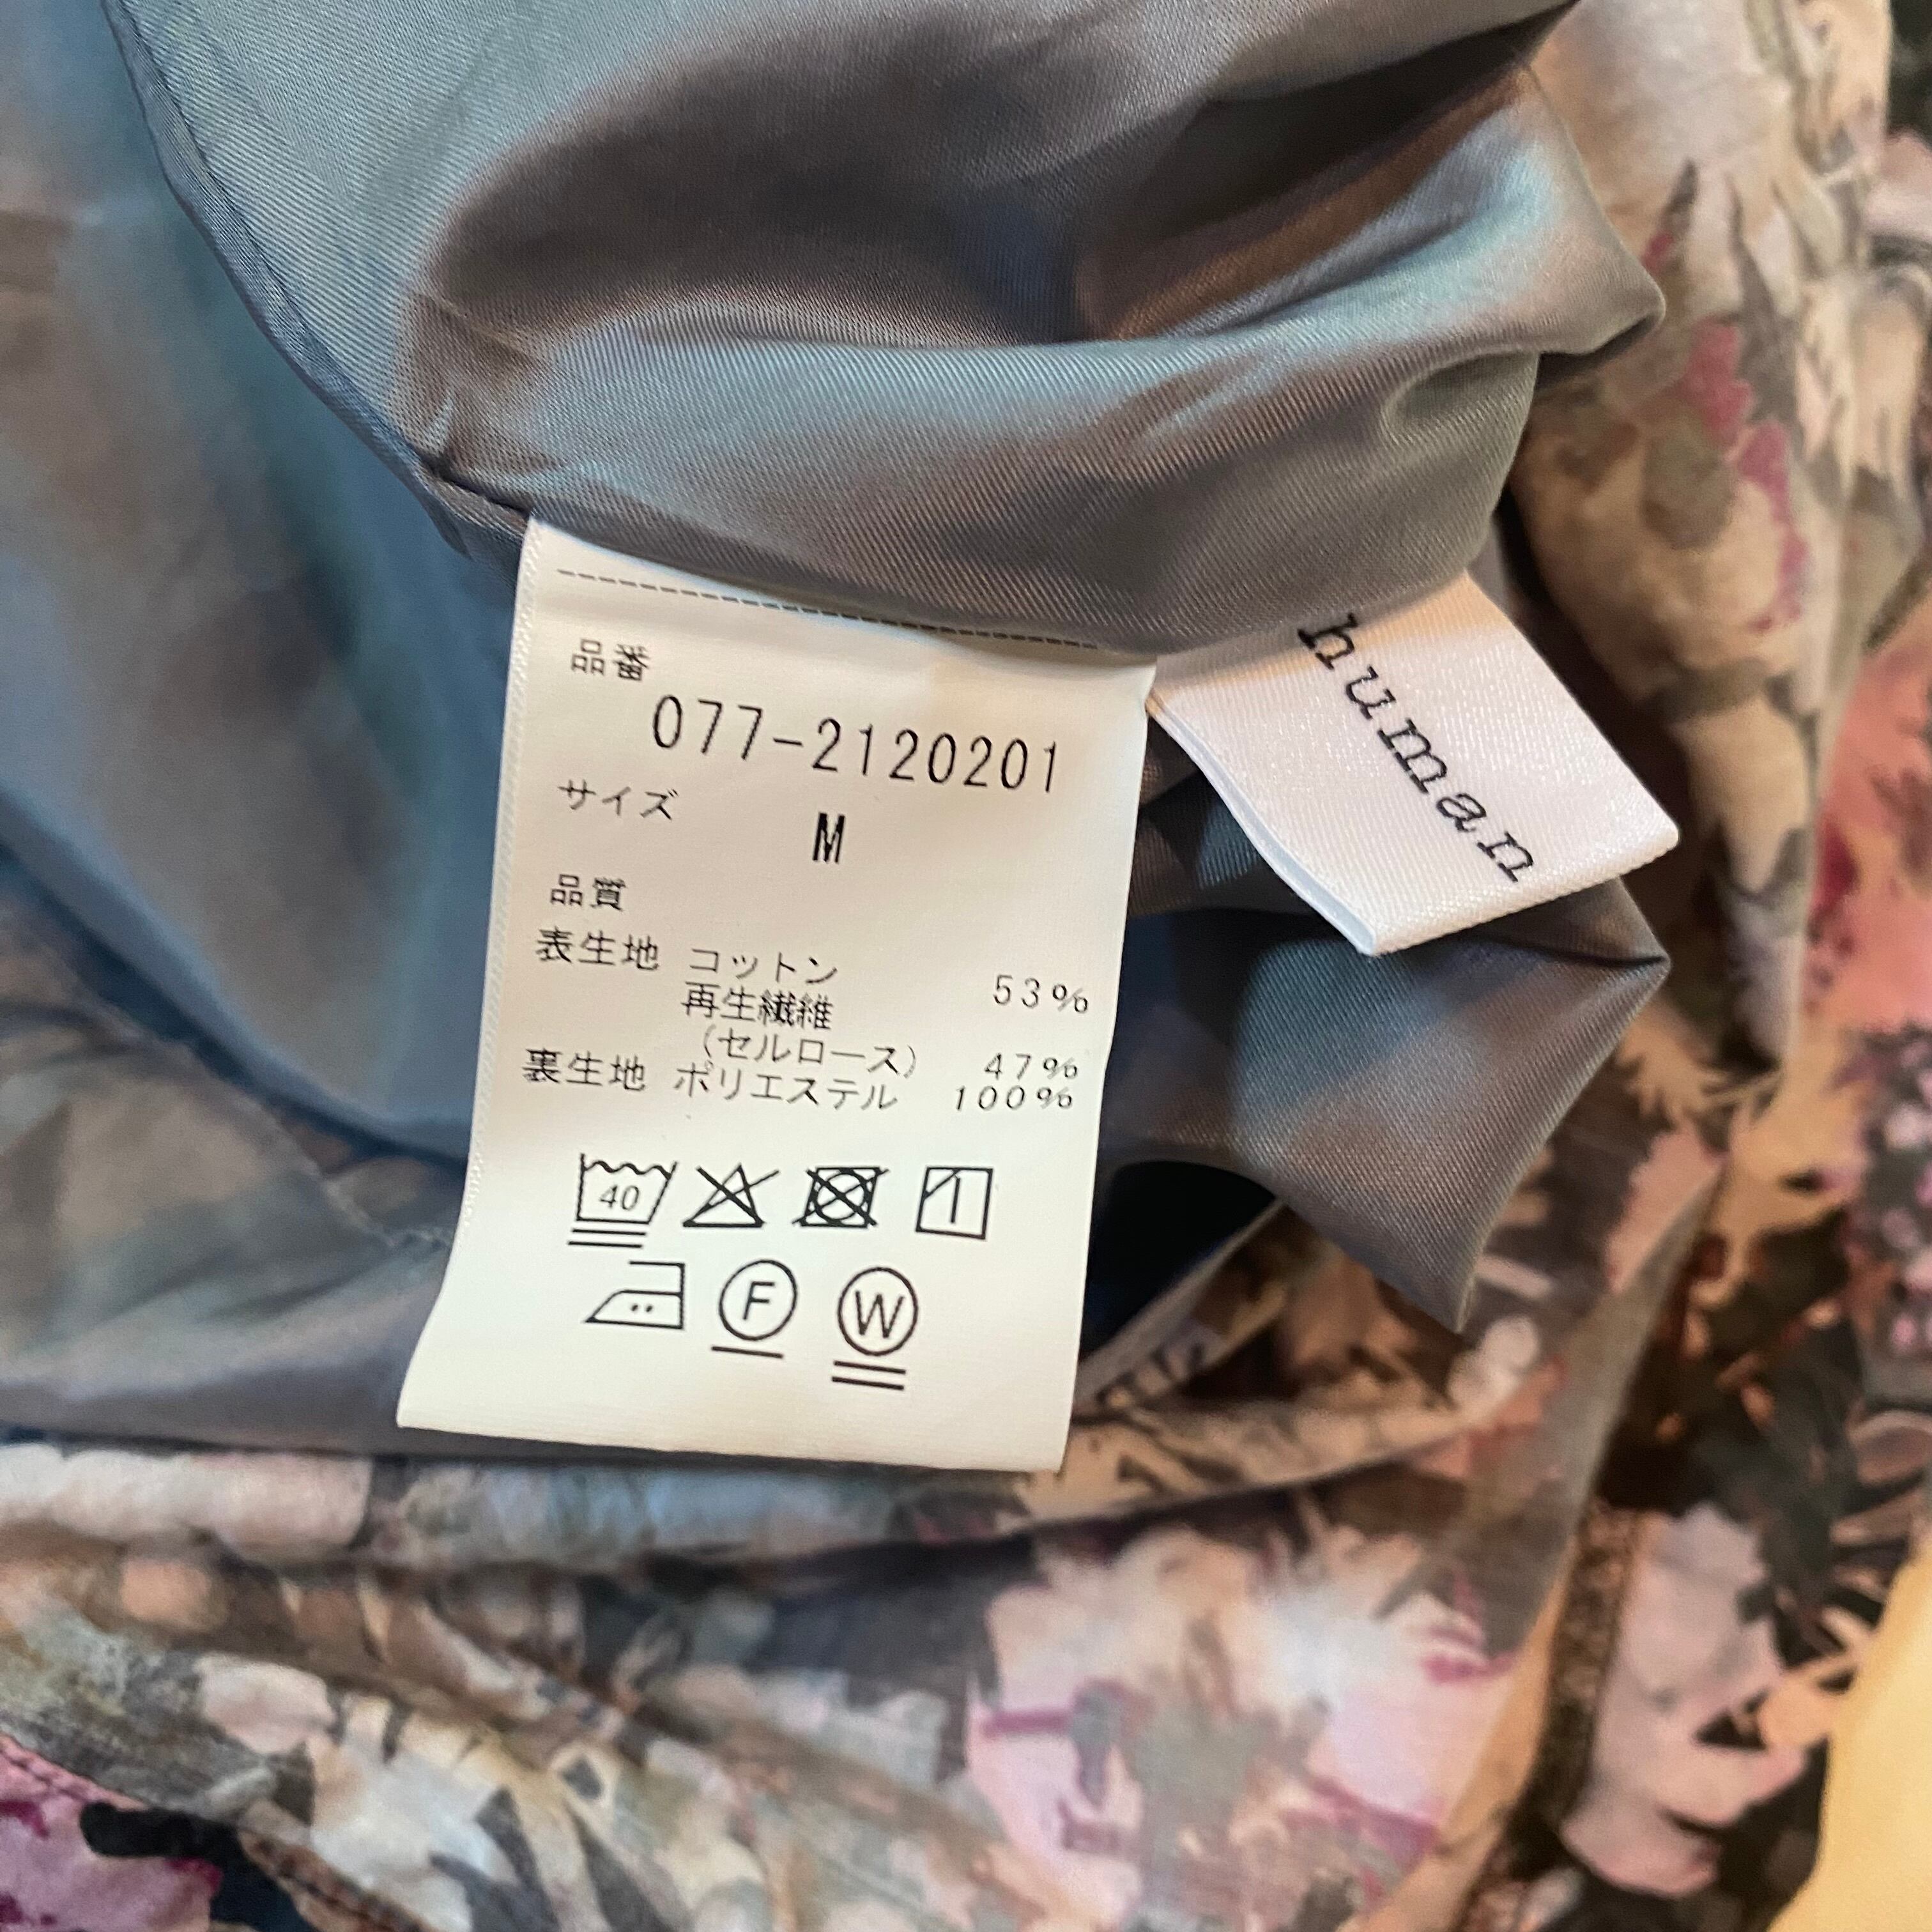 品番
077-2120201
サイズ
M
品質
表生地 コットン 53%
再生繊維
(セルロース) 47%
裏生地 ポリエステル 100%
40
F
W
human